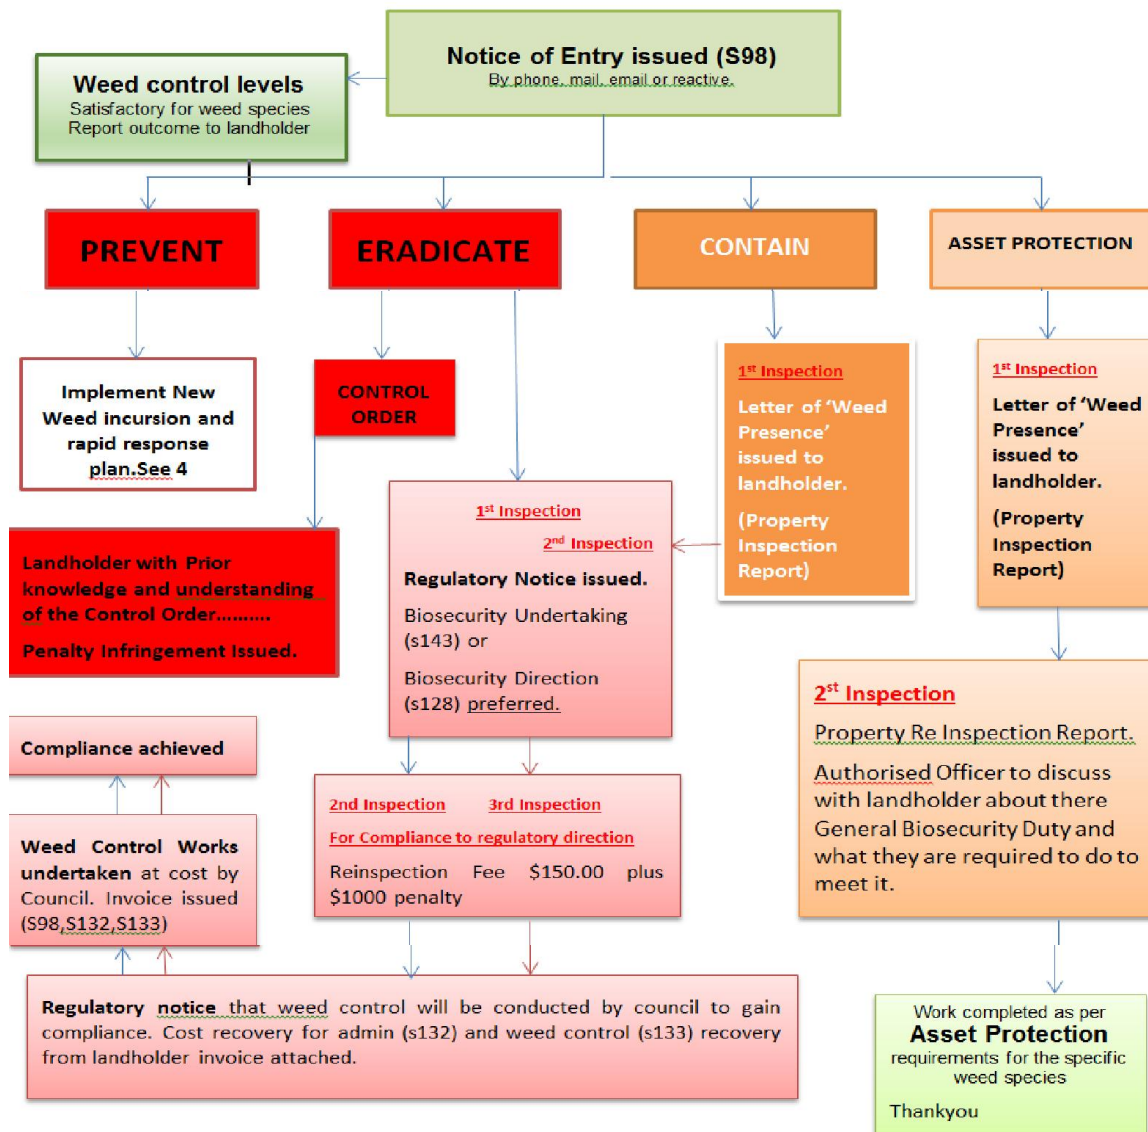 Notice of Entry issued (S98)
By phone, mail, email or reactive.
Weed control levels
Satisfactory for weed species
Report outcome to landholder
PREVENT
ERADICATE
CONTAIN
ASSET PROTECTION
Implement New
Weed incursion and
rapid response
plan.See 4
CONTROL
ORDER
1st Inspection
Letter of ‘Weed
Presence’
issued to
landholder.
(Property
Inspection
Report)
1st Inspection
Letter of ‘Weed
Presence’
issued to
landholder.
(Property
Inspection
Report)
Landholder with Prior
knowledge and understanding
of the Control Order……….
Penalty Infringement Issued.
1st Inspection
2nd Inspection
Regulatory Notice issued.
Biosecurity Undertaking
(s143) or
Biosecurity Direction
(s128) preferred.
2st Inspection
Property Re Inspection Report.
Authorised Officer to discuss
with landholder about there
General Biosecurity Duty and
what they are required to do to
meet it.
Compliance achieved
Weed Control Works
undertaken at cost by
Council. Invoice issued
(S98,S132,S133)
2nd Inspection 3rd Inspection
For Compliance to regulatory direction
Reinspection Fee $150.00 plus
$1000 penalty
Regulatory notice that weed control will be conducted by council to gain
compliance. Cost recovery for admin (s132) and weed control (s133) recovery
from landholder invoice attached.
Work completed as per
Asset Protection
requirements for the specific
weed species
Thankyou